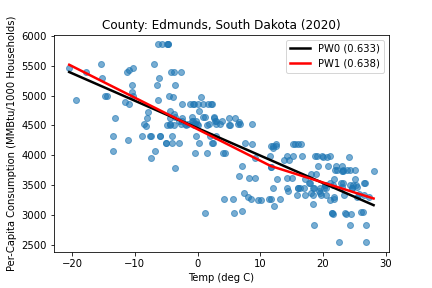 County: Edmunds, South Dakota (2020)
PW0 (0.633)
PW1 (0.638)
Per-Capita Consumption (MMBtu/1000 Households)
6000
5500
5000
4500
4000
3500
3000
2500
−20 −10 0 10 20 30
Temp (deg C)